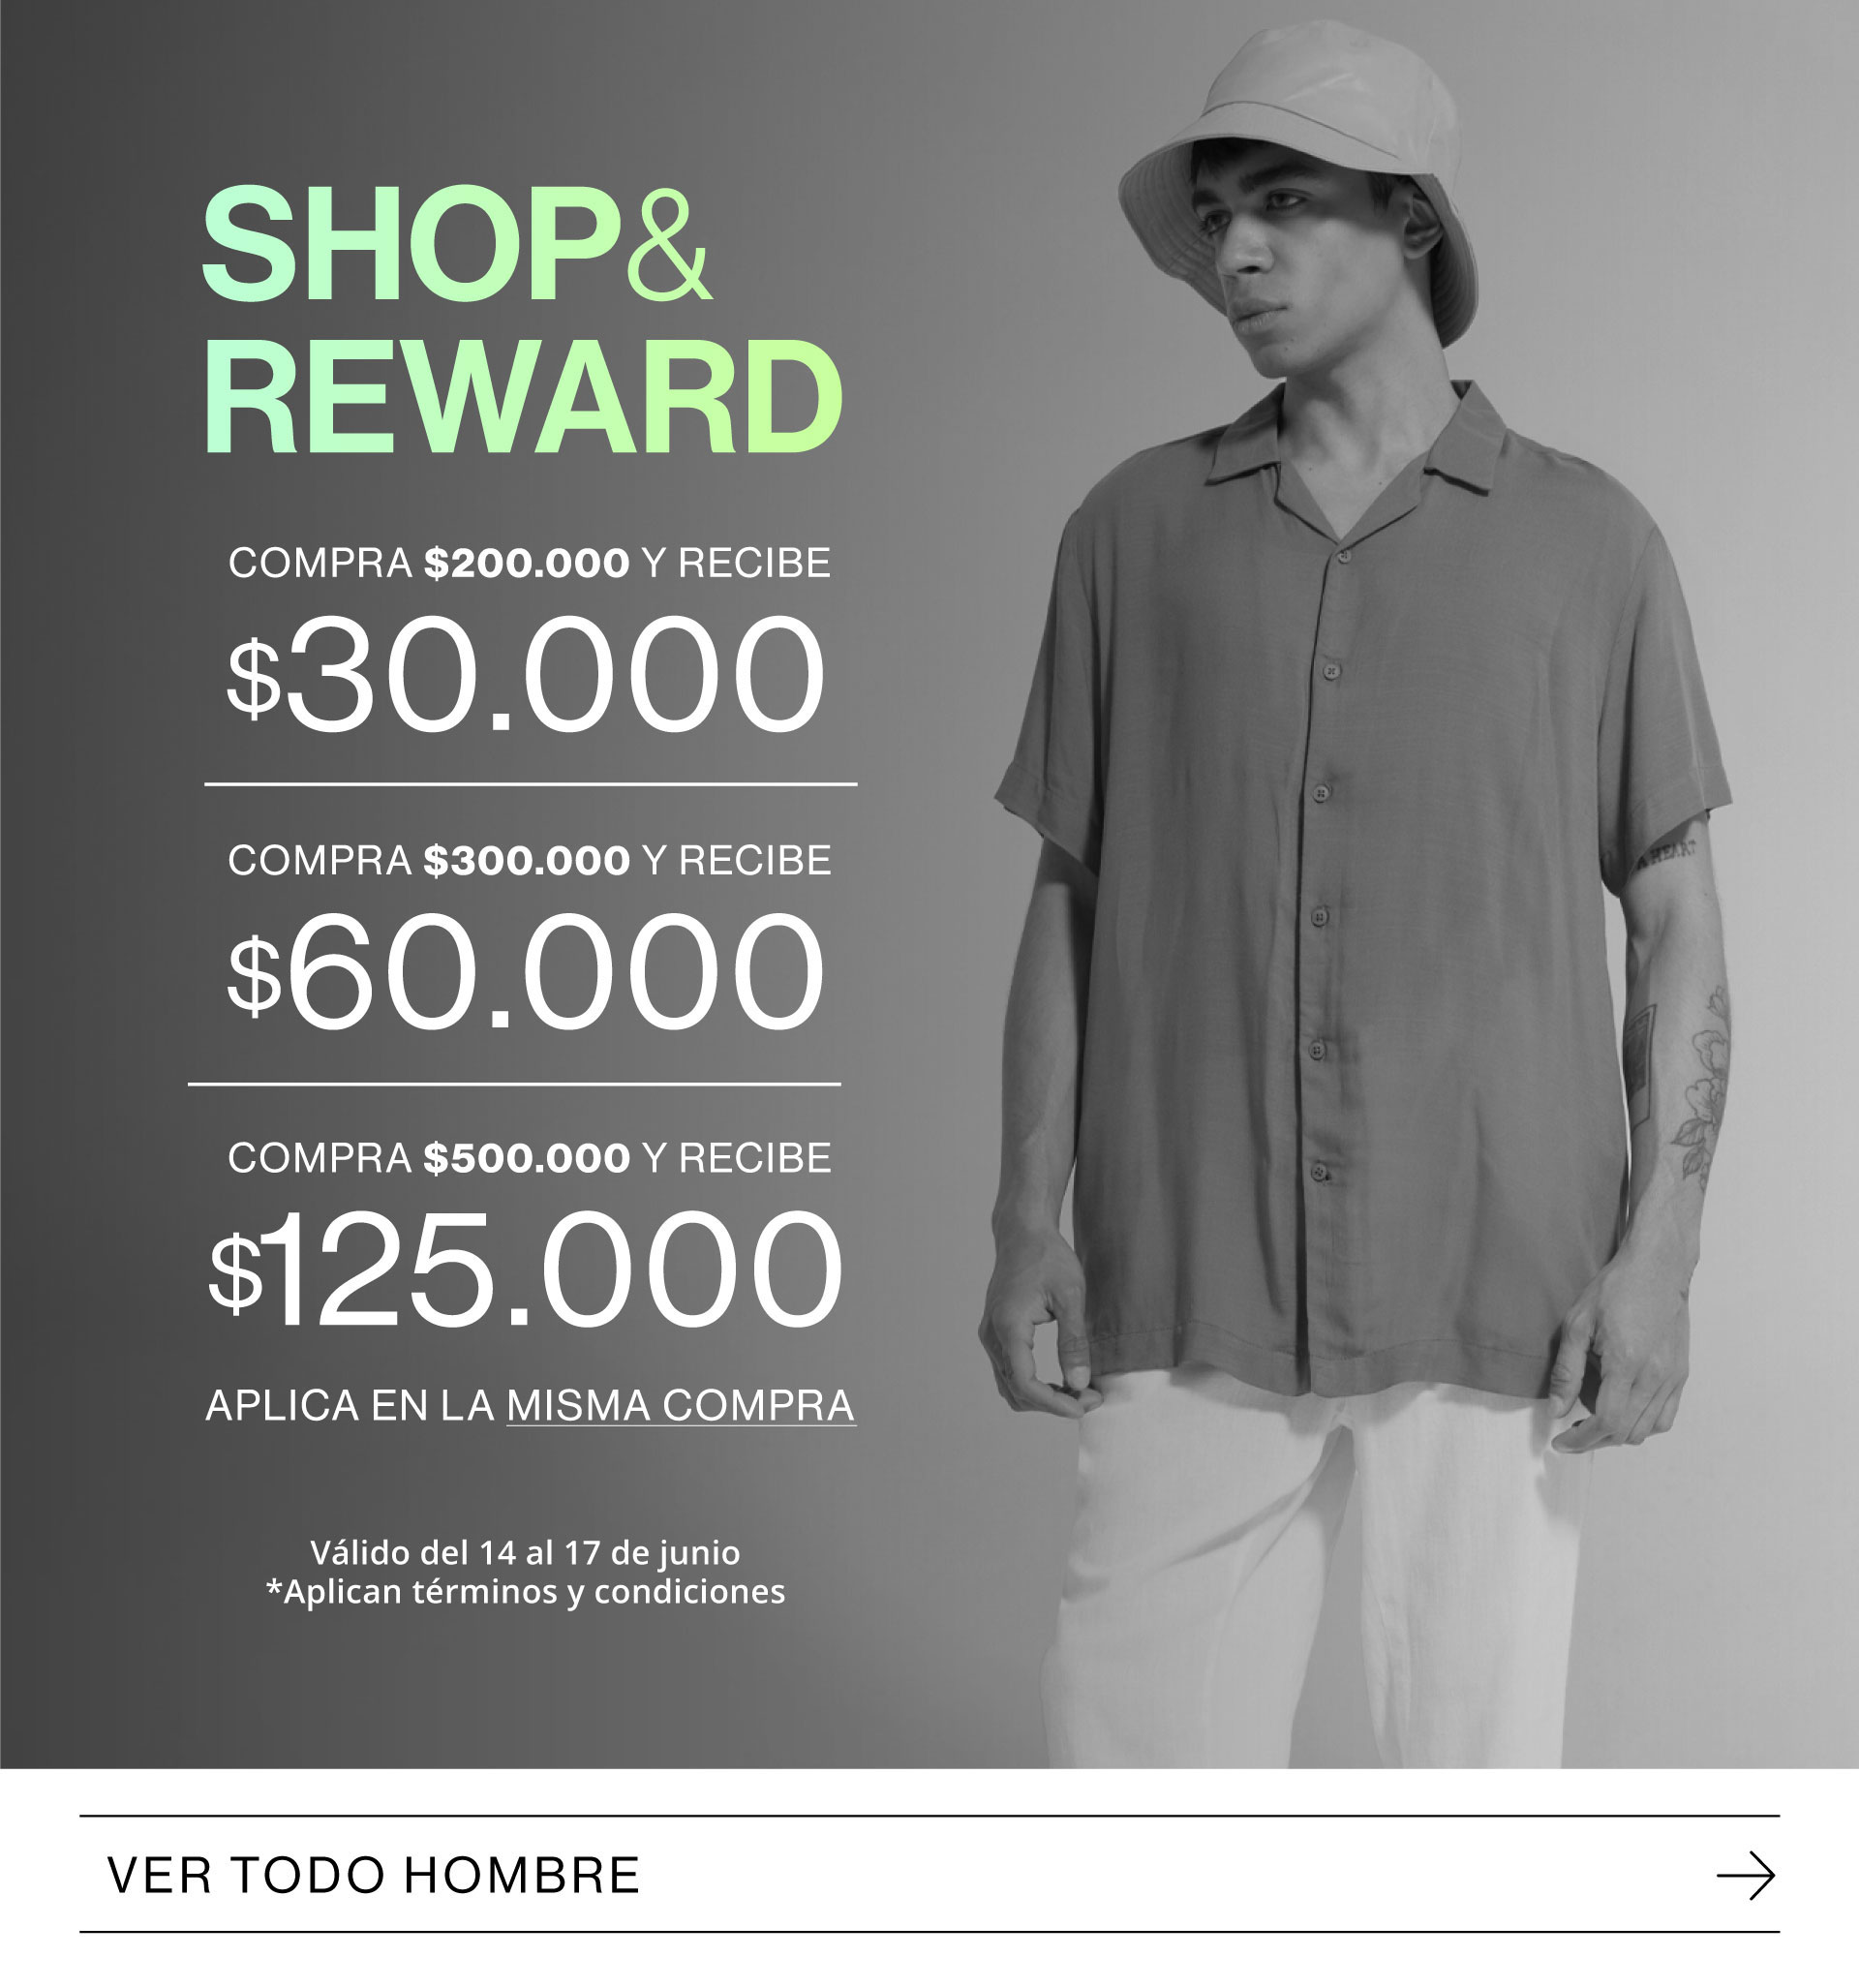 SHOP&
REWARD
COMPRA $200.000 Y RECIBE
$30.000
COMPRA $300.000 Y RECIBE
$60.000
COMPRA $500.000 Y RECIBE
$125.000
APLICA EN LA MISMA COMPRA
Válido del 14 al 17 de junio
*Aplican términos y condiciones
A HEART
VER TODO HOMBRE